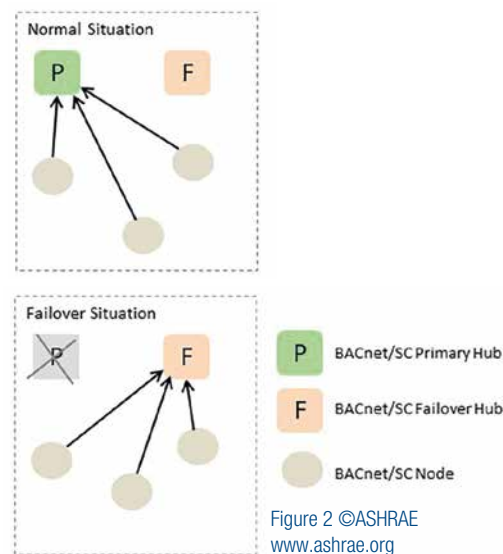 Normal Situation
P
F
Failover Situation
P
F
P
BACnet/SC Primary Hub
F
BACnet/SC Failover Hub
BACnet/SC Node
Figure 2 ©ASHRAE
www.ashrae.org